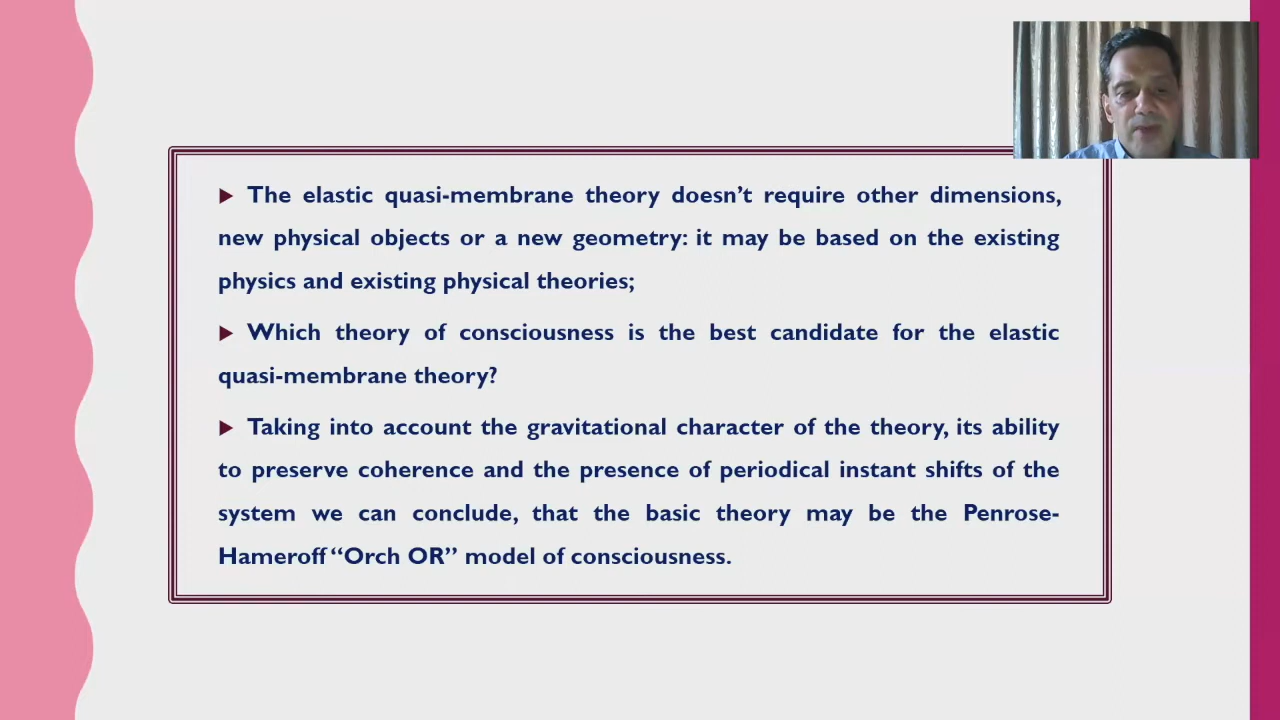 ▶ The elastic quasi-membrane theory doesn’t require other dimensions,
new physical objects or a new geometry: it may be based on the existing
physics and existing physical theories;
▶ Which theory of consciousness is the best candidate for the elastic
quasi-membrane theory?
▶ Taking into account the gravitational character of the theory, its ability
to preserve coherence and the presence of periodical instant shifts of the
system we can conclude, that the basic theory may be the Penrose-
Hameroff “Orch OR” model of consciousness.